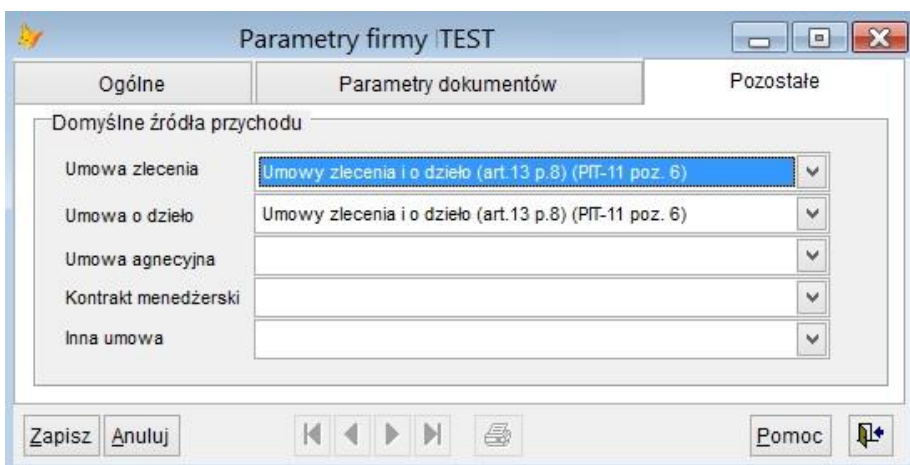 Parametry firmy TEST
Ogólne
Parametry dokumentów
Pozostałe
Domyślne źródła przychodu
Umowa zlecenia
Umowy zlecenia i o dzieło (art.13 p.8) (PIT-11 poz. 6)
Umowa o dzieło
Umowy zlecenia i o dzieło (art.13 p.8) (PIT-11 poz. 6)
Umowa agnecyjna
Kontrakt menedżerski
Inna umowa
Zapisz
Anuluj
Pomoc